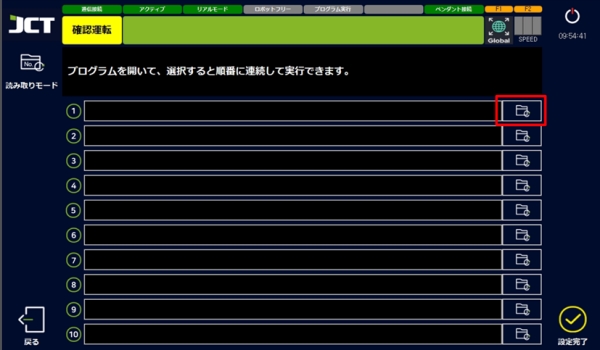 通信接続 アクティブ リアルモード ロボットフリー プログラム実行 ペンダント接続 F1 F2
JCT 確認運転 Global SPEED 09:54:41
No.
読み取りモード
プログラムを開いて、選択すると順番に連続して実行できます。
1
2
3
4
5
6
7
8
9
10
戻る 設定完了